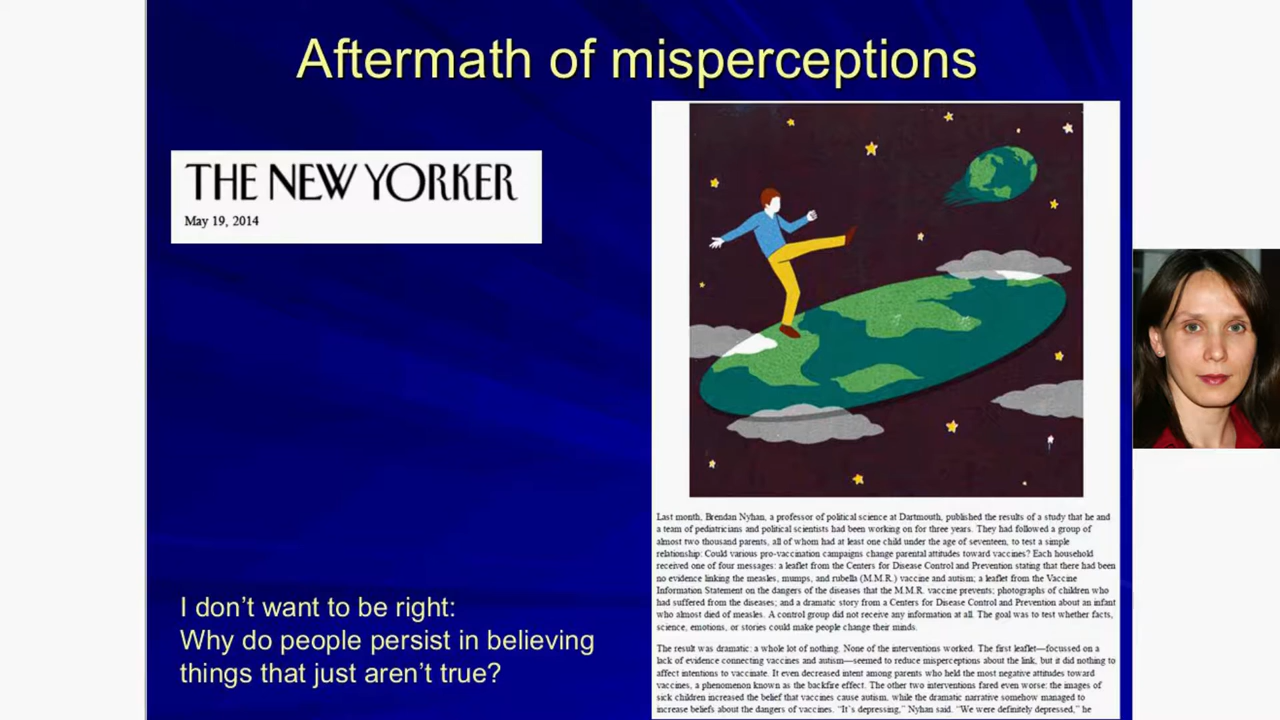 Aftermath of misperceptions
THE NEW YORKER
May 19, 2014
I don't want to be right:
Why do people persist in believing
things that just aren't true?
Last month, Brendan Nyhan, a professor of political science at Dartmouth, published the results of a study that he and
a team of pediatricians and political scientists had been working on for three years. They had followed a group of
almost two thousand parents, all of whom had at least one child under the age of seventeen, to test a simple
relationship: Could various pro-vaccination campaigns change parental attitudes toward vaccines? Each household
received one of four messages: a leaflet from the Centers for Disease Control and Prevention stating that there had been
no evidence linking the measles, mumps, and rubella (M.M.R.) vaccine and autism; a leaflet from the Vaccine
Information Statement on the dangers of the diseases that the M.M.R. vaccine prevents; photographs of children who
had suffered from the diseases; and a dramatic story from a Centers for Disease Control and Prevention about an infant
who almost died of measles. A control group did not receive any information at all. The goal was to test whether facts,
science, emotions, or stories could make people change their minds.
The result was dramatic: a whole lot of nothing. None of the interventions worked. The first leaflet—focussed on a
lack of evidence connecting vaccines and autism—seemed to reduce misperceptions about the link, but it did nothing to
affect intentions to vaccinate. It even decreased intent among parents who held the most negative attitudes toward
vaccines, a phenomenon known as the backfire effect. The other two interventions fared even worse: the images of
sick children increased the belief that vaccines cause autism, while the dramatic narrative somehow managed to
increase beliefs about the dangers of vaccines. "It's depressing," Nyhan said. "We were definitely depressed," he